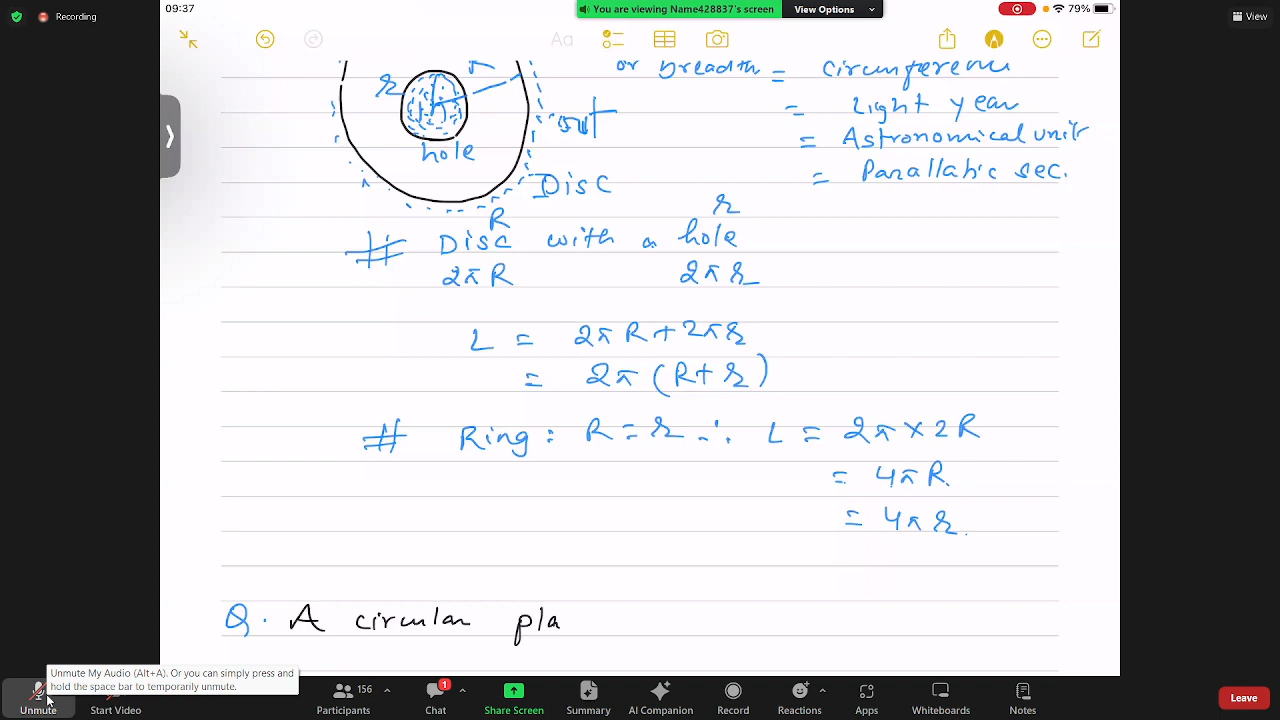 09:37
Recording
You are viewing Name428837's screen
View Options
79%
View
Aa
or breadth = circumference
= Light year
= Astronomical unit
= Parallatic sec.
r
r
hole
out
Disc
R r
# Disc with a hole
2πR 2πr
L = 2πR+2πr
= 2π (R+r)
# Ring: R=r ∴ L = 2π×2R
= 4πR.
= 4πr.
Q. A circular pla
Unmute My Audio (Alt+A). Or you can simply press and
hold the space bar to temporarily unmute.
156
1
Unmute
Start Video
Participants
Chat
Share Screen
Summary
AI Companion
Record
Reactions
Apps
Whiteboards
Notes
Leave